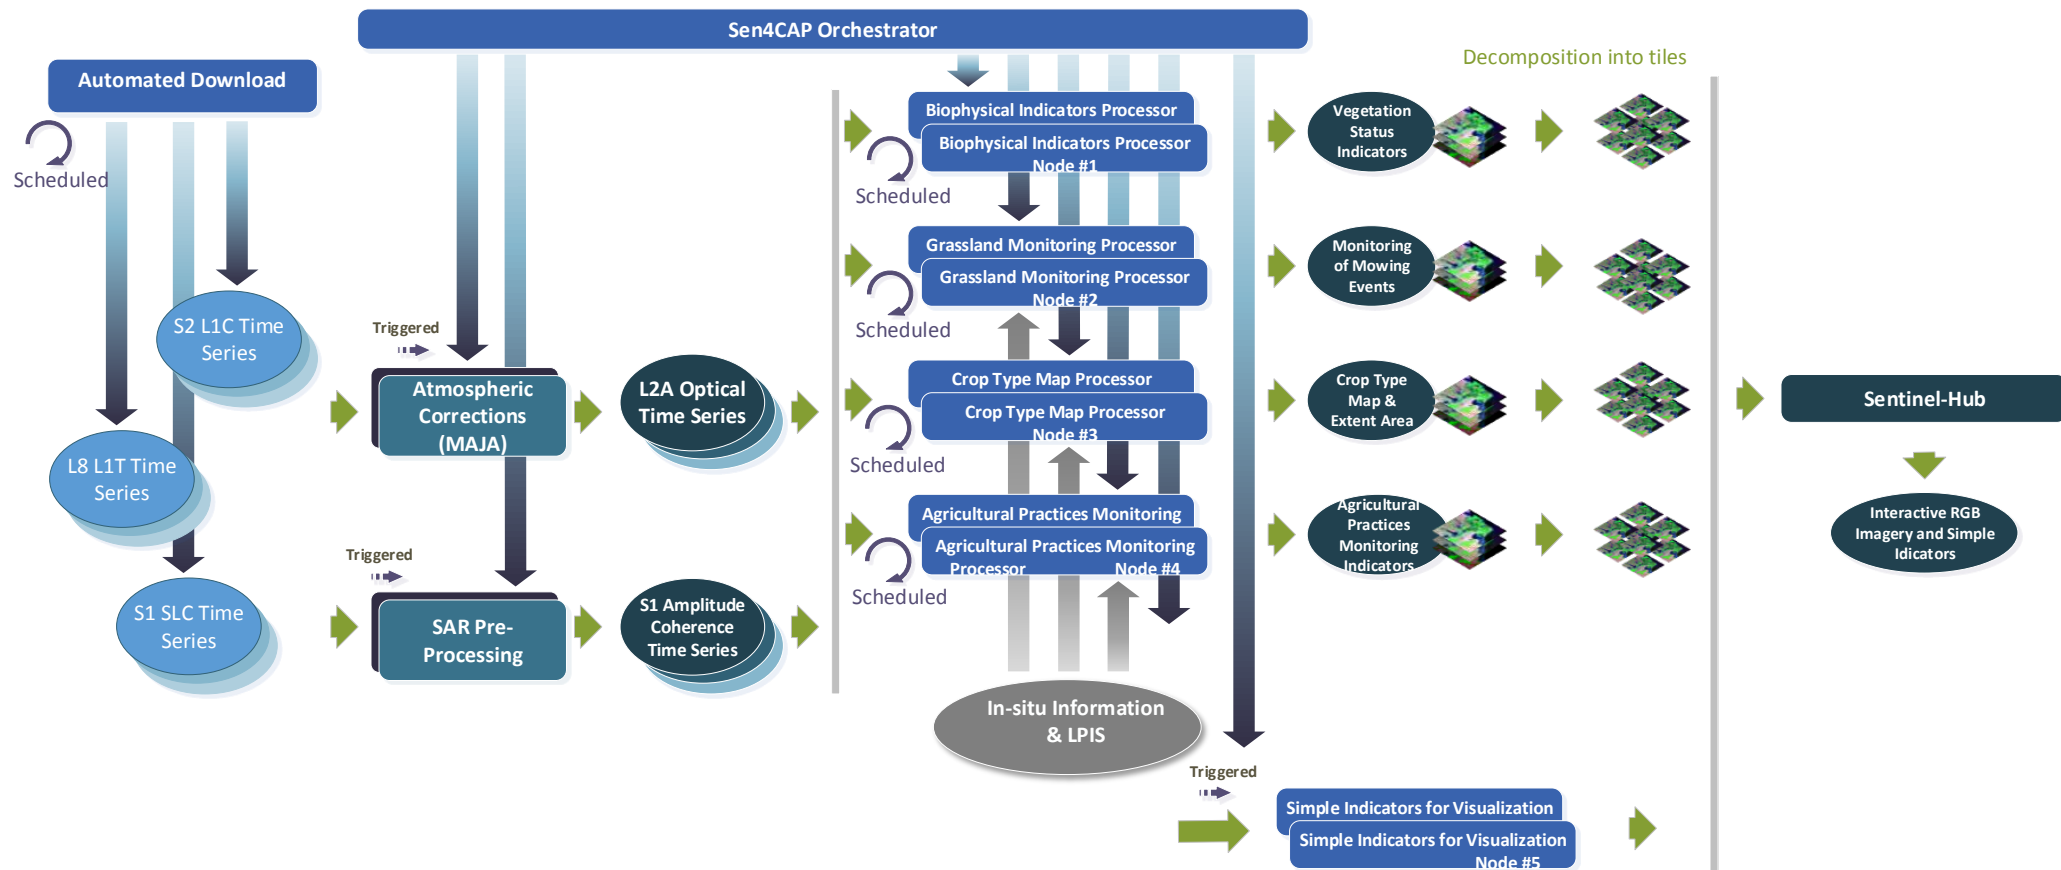 Sen4CAP Orchestrator
Automated Download
Scheduled
S2 L1C Time
Series
L8 L1T Time
Series
S1 SLC Time
Series
Triggered
Atmospheric
Corrections
(MAJA)
Triggered
SAR Pre-
Processing
L2A Optical
Time Series
S1 Amplitude
Coherence
Time Series
Biophysical Indicators Processor
Biophysical Indicators Processor
Node #1
Scheduled
Grassland Monitoring Processor
Grassland Monitoring Processor
Node #2
Scheduled
Crop Type Map Processor
Crop Type Map Processor
Node #3
Scheduled
Agricultural Practices Monitoring
Agricultural Practices Monitoring
Processor Node #4
Scheduled
In-situ Information
& LPIS
Triggered
Simple Indicators for Visualization
Simple Indicators for Visualization
Node #5
Decomposition into tiles
Vegetation
Status
Indicators
Monitoring
of Mowing
Events
Crop Type
Map &
Extent Area
Agricultural
Practices
Monitoring
Indicators
Sentinel-Hub
Interactive RGB
Imagery and Simple
Idicators